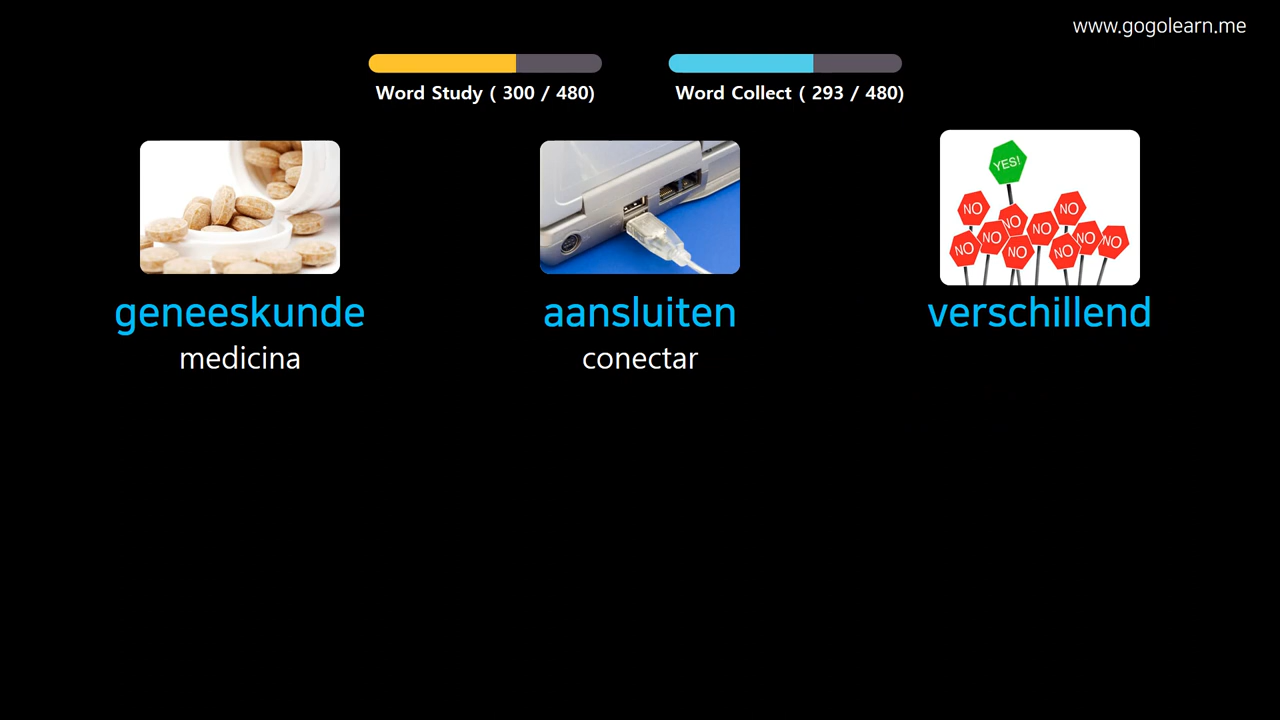 www.gogolearn.me
Word Study ( 300 / 480)
Word Collect ( 293 / 480)
YES!
NO
NO
NO
NO
NO
NO
NO
NO
NO
NO
geneeskunde
aansluiten
verschillend
medicina
conectar